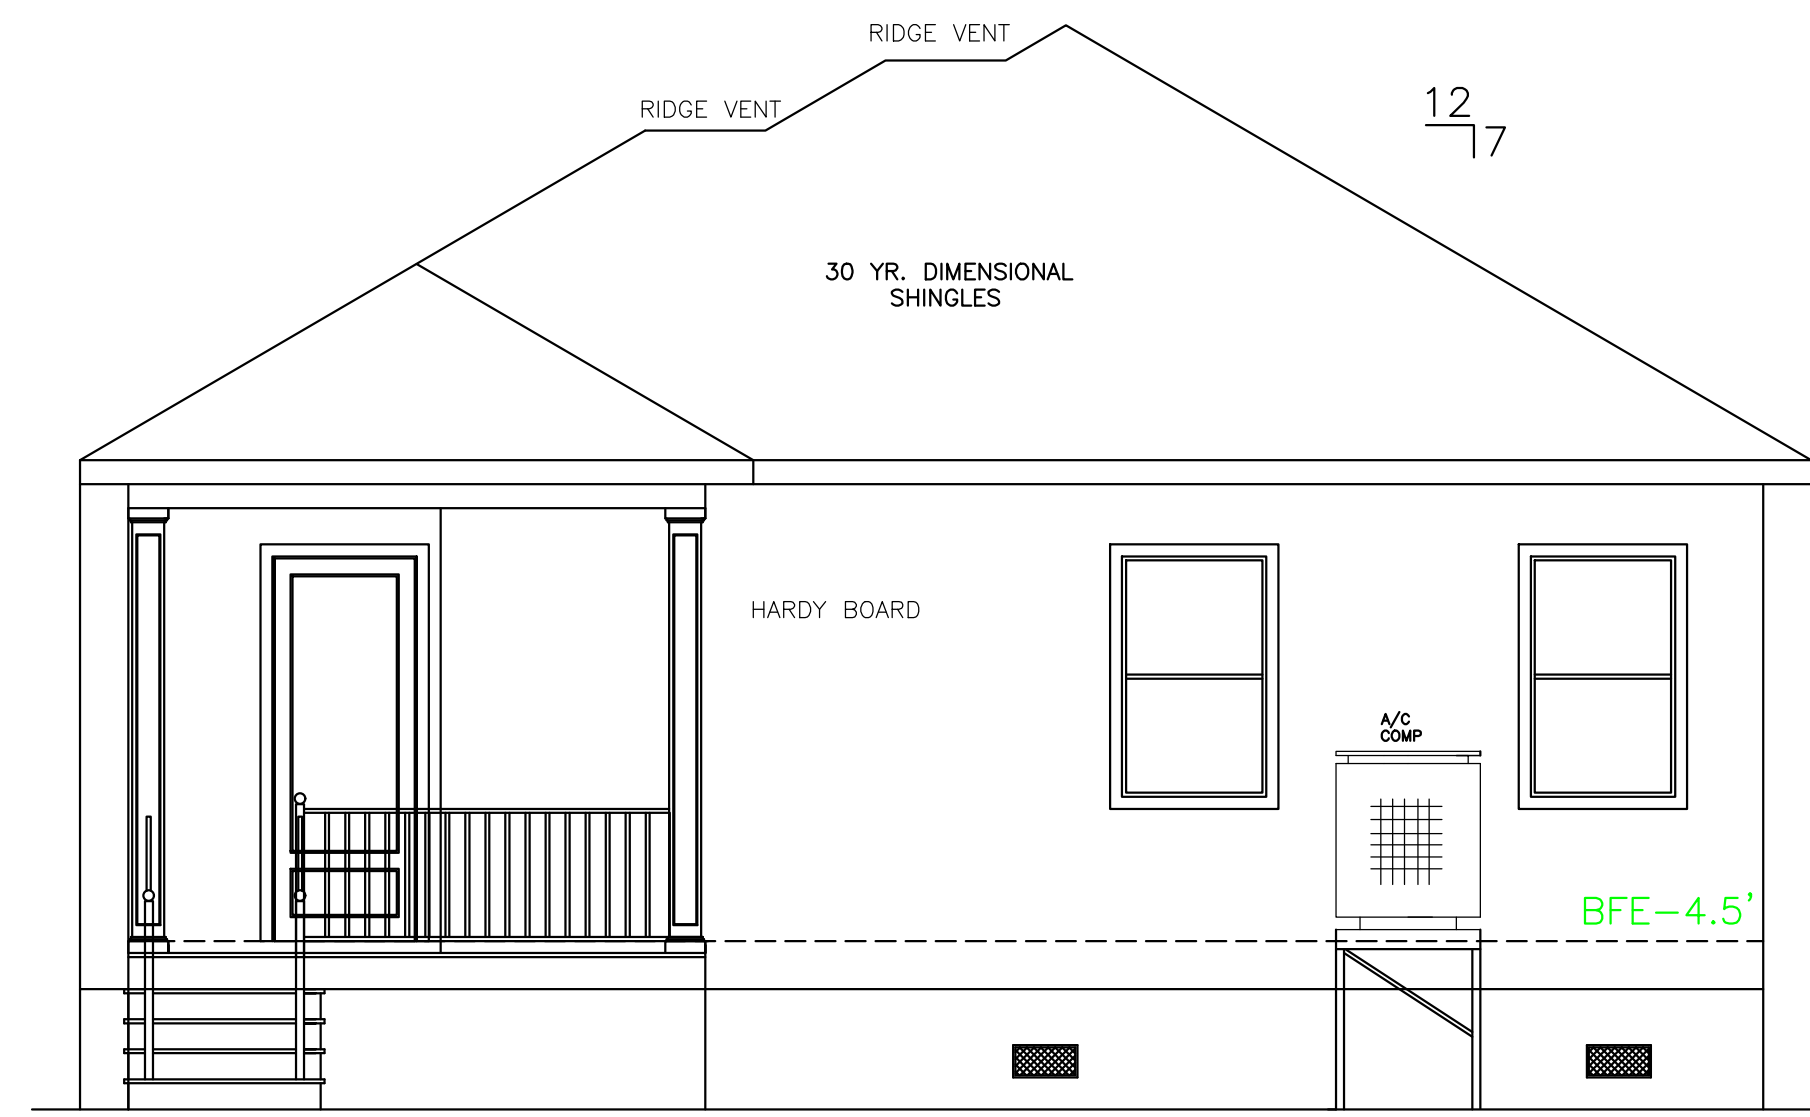 RIDGE VENT
RIDGE VENT
12
7
30 YR. DIMENSIONAL
SHINGLES
HARDY BOARD
A/C
COMP
BFE-4.5'